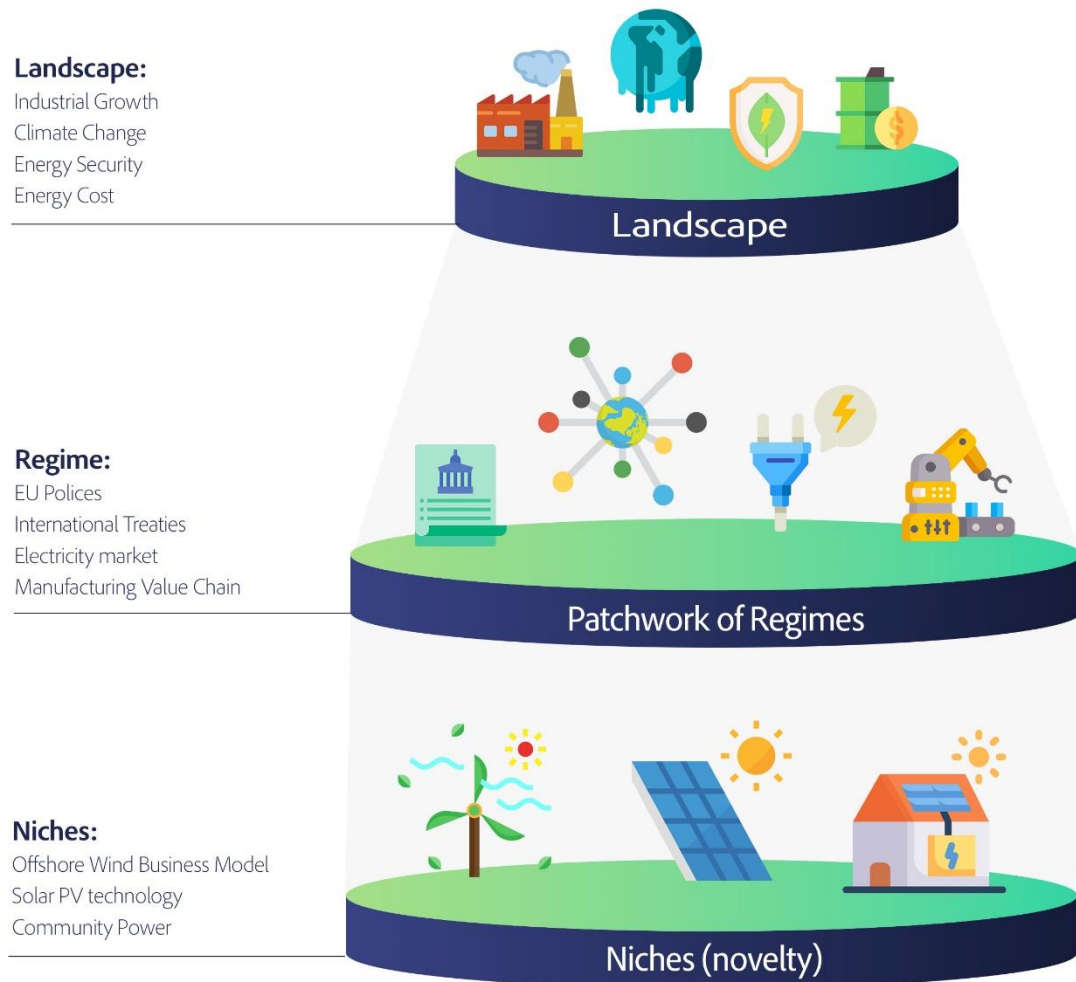 Landscape:
Industrial Growth
Climate Change
Energy Security
Energy Cost
$
Landscape
Regime:
EU Polices
International Treaties
Electricity market
Manufacturing Value Chain
Patchwork of Regimes
Niches:
Offshore Wind Business Model
Solar PV technology
Community Power
Niches (novelty)